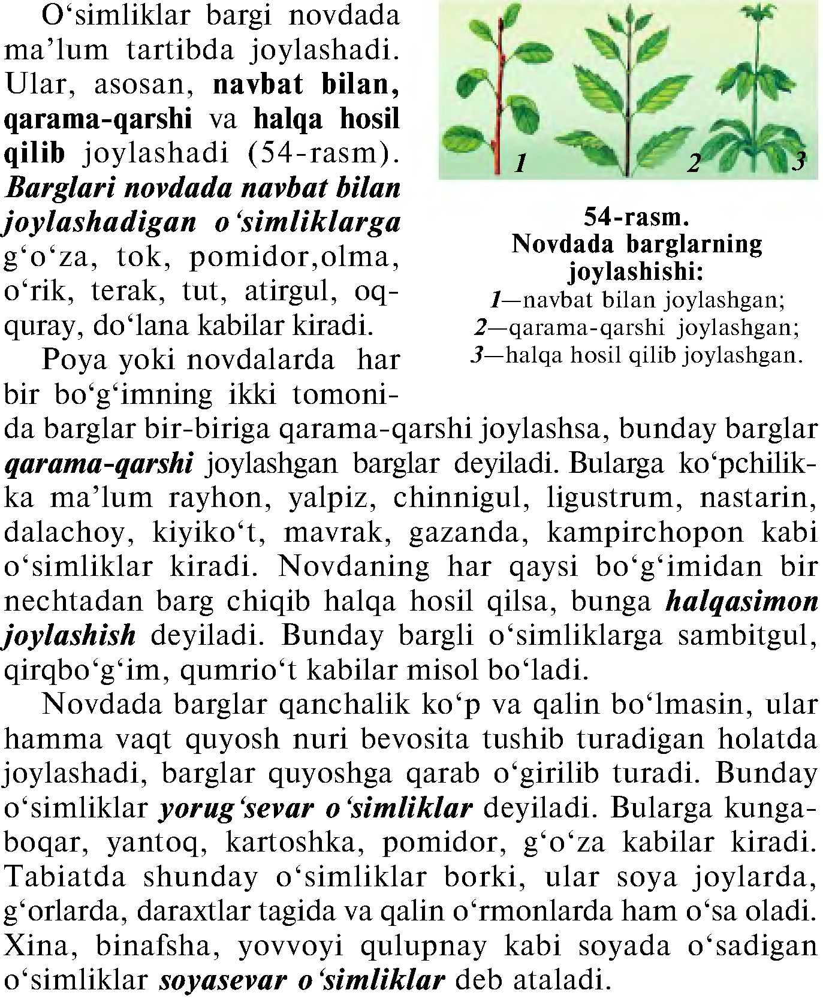 O‘simliklar bargi novdada
ma’lum tartibda joylashadi.
Ular, asosan, navbat bilan,
qarama-qarshi va halqa hosil
qilib joylashadi (54-rasm).
Barglari novdada navbat bilan
joylashadigan o‘simliklarga
g‘o‘za, tok, pomidor,olma,
o‘rik, terak, tut, atirgul, oq-
quray, do‘lana kabilar kiradi.
Poya yoki novdalarda har
bir bo‘g‘imning ikki tomoni-
1
2
3
54-rasm.
Novdada barglarning
joylashishi:
1—navbat bilan joylashgan;
2—qarama-qarshi joylashgan;
3—halqa hosil qilib joylashgan.
da barglar bir-biriga qarama-qarshi joylashsa, bunday barglar
qarama-qarshi joylashgan barglar deyiladi. Bularga ko‘pchilik-
ka ma’lum rayhon, yalpiz, chinnigul, ligustrum, nastarin,
dalachoy, kiyiko‘t, mavrak, gazanda, kampirchopon kabi
o‘simliklar kiradi. Novdaning har qaysi bo‘g‘imidan bir
nechtadan barg chiqib halqa hosil qilsa, bunga halqasimon
joylashish deyiladi. Bunday bargli o‘simliklarga sambitgul,
qirqbo‘g‘im, qumrio‘t kabilar misol bo‘ladi.
Novdada barglar qanchalik ko‘p va qalin bo‘lmasin, ular
hamma vaqt quyosh nuri bevosita tushib turadigan holatda
joylashadi, barglar quyoshga qarab o‘girilib turadi. Bunday
o‘simliklar yorug‘sevar o‘simliklar deyiladi. Bularga kunga-
boqar, yantoq, kartoshka, pomidor, g‘o‘za kabilar kiradi.
Tabiatda shunday o‘simliklar borki, ular soya joylarda,
g‘orlarda, daraxtlar tagida va qalin o‘rmonlarda ham o‘sa oladi.
Xina, binafsha, yovvoyi qulupnay kabi soyada o‘sadigan
o‘simliklar soyasevar o‘simliklar deb ataladi.